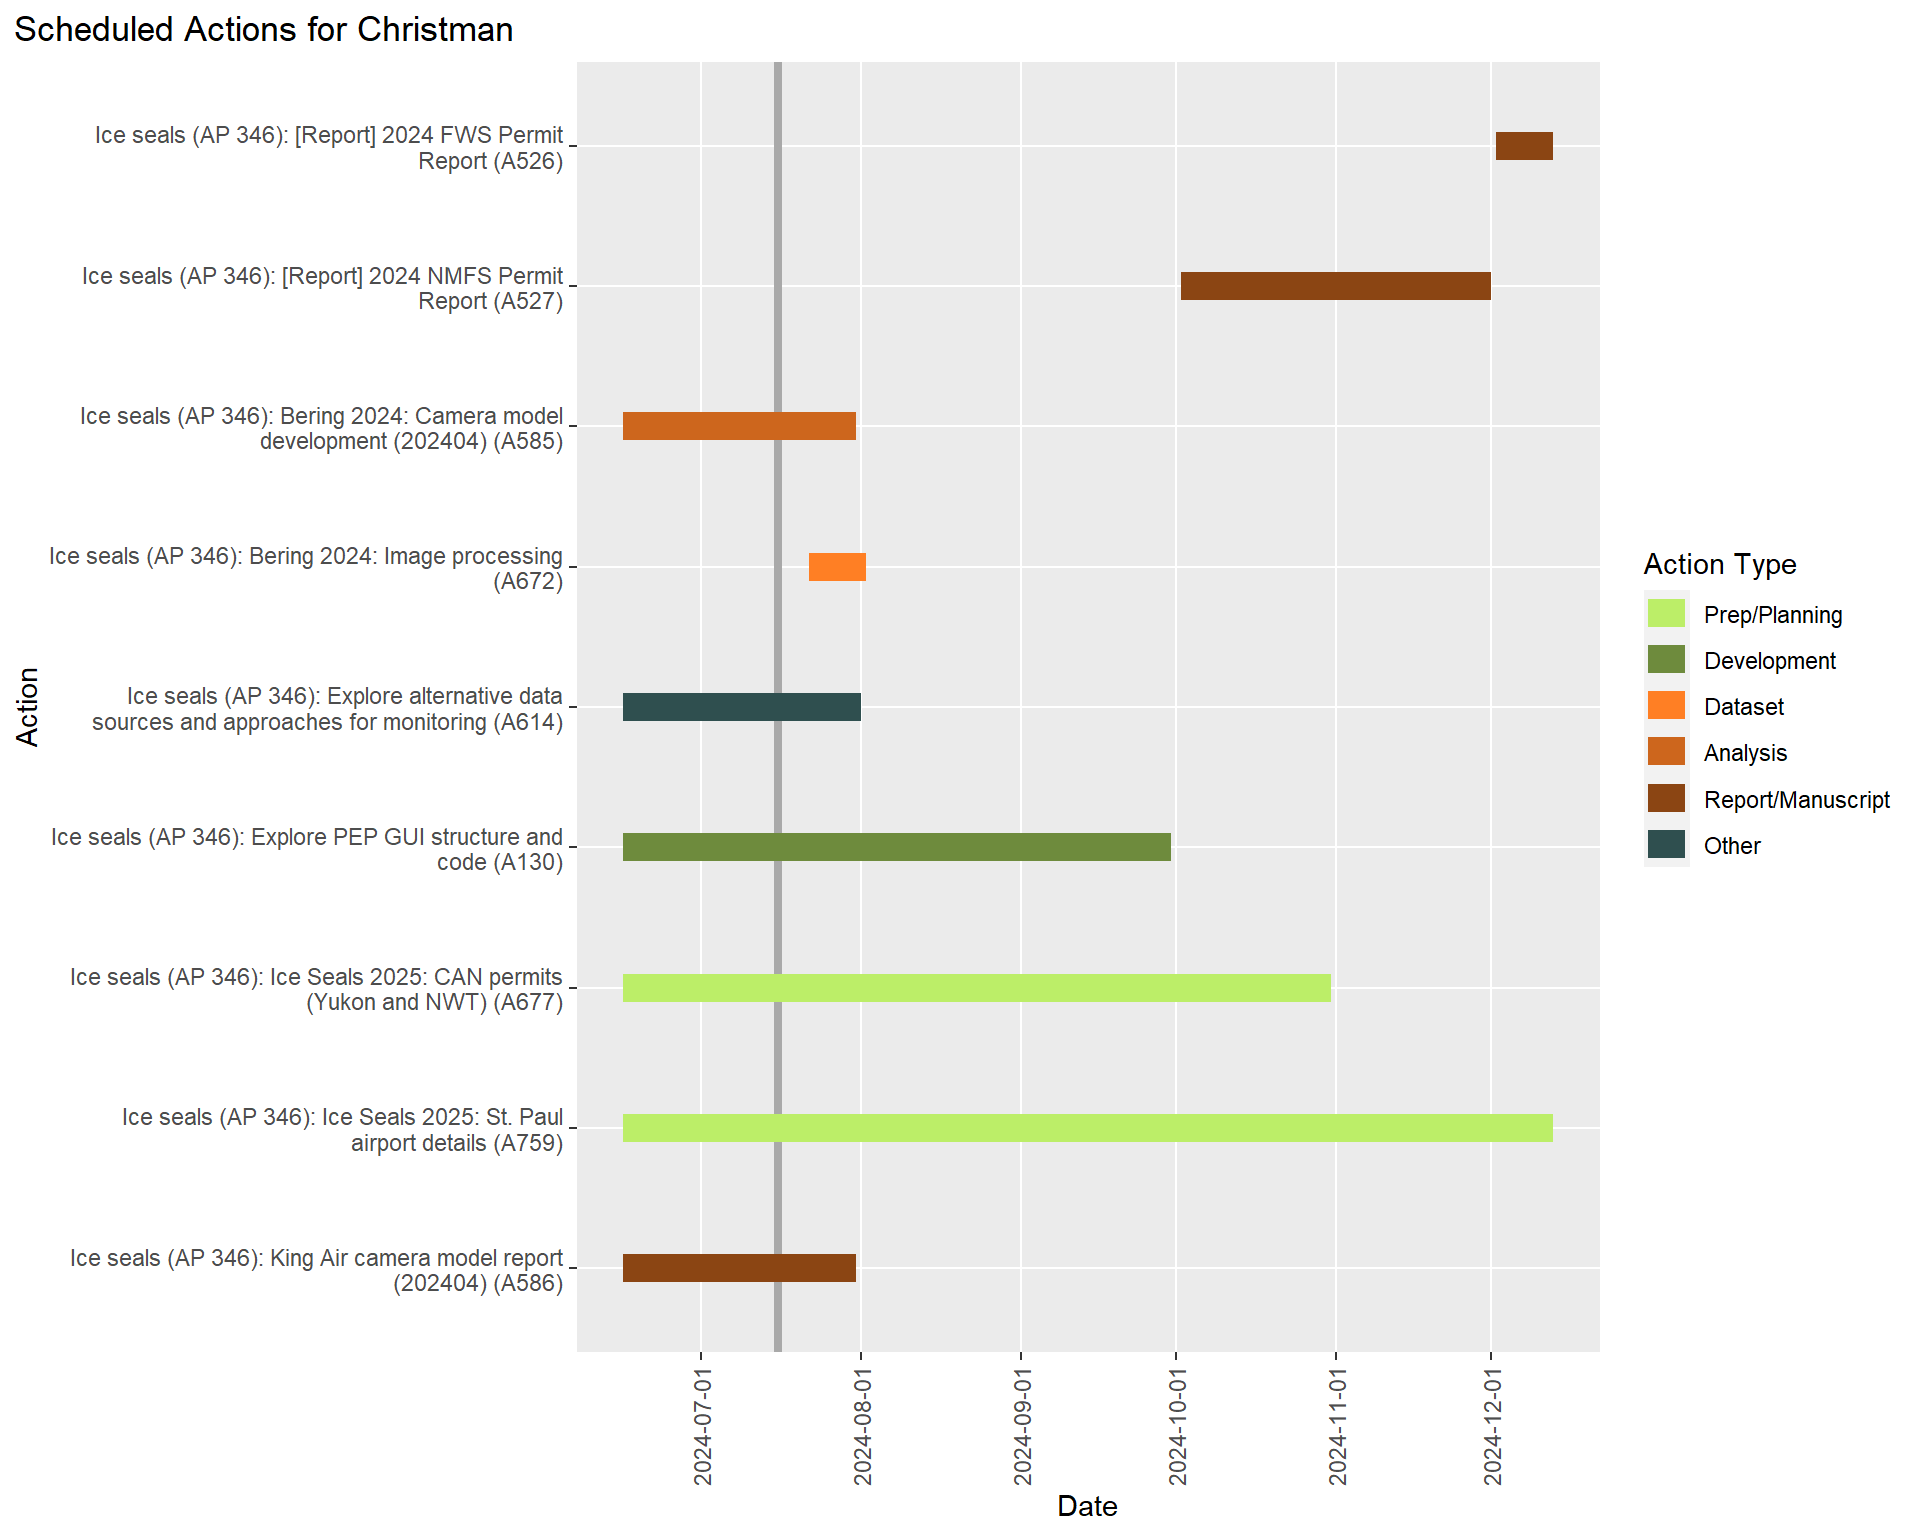 Scheduled Actions for Christman
Ice seals (AP 346): [Report] 2024 FWS Permit
Report (A526)
Ice seals (AP 346): [Report] 2024 NMFS Permit
Report (A527)
Ice seals (AP 346): Bering 2024: Camera model
development (202404) (A585)
Ice seals (AP 346): Bering 2024: Image processing
(A672)
Ice seals (AP 346): Explore alternative data
sources and approaches for monitoring (A614)
Ice seals (AP 346): Explore PEP GUI structure and
code (A130)
Ice seals (AP 346): Ice Seals 2025: CAN permits
(Yukon and NWT) (A677)
Ice seals (AP 346): Ice Seals 2025: St. Paul
airport details (A759)
Ice seals (AP 346): King Air camera model report
(202404) (A586)
Action
2024-07-01
2024-08-01
2024-09-01
2024-10-01
2024-11-01
2024-12-01
Date
Action Type
Prep/Planning
Development
Dataset
Analysis
Report/Manuscript
Other